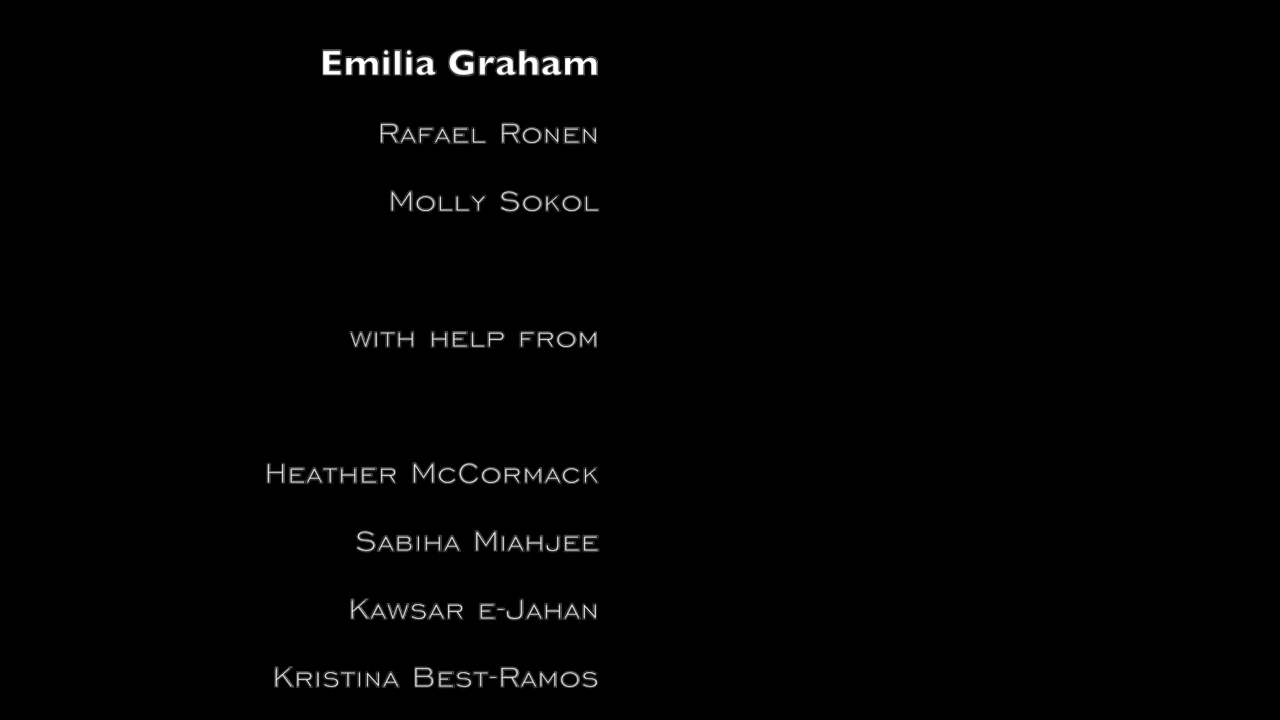 Emilia Graham
Rafael Ronen
Molly Sokol
with help from
Heather McCormack
Sabiha Miahjee
Kawsar e-Jahan
Kristina Best-Ramos